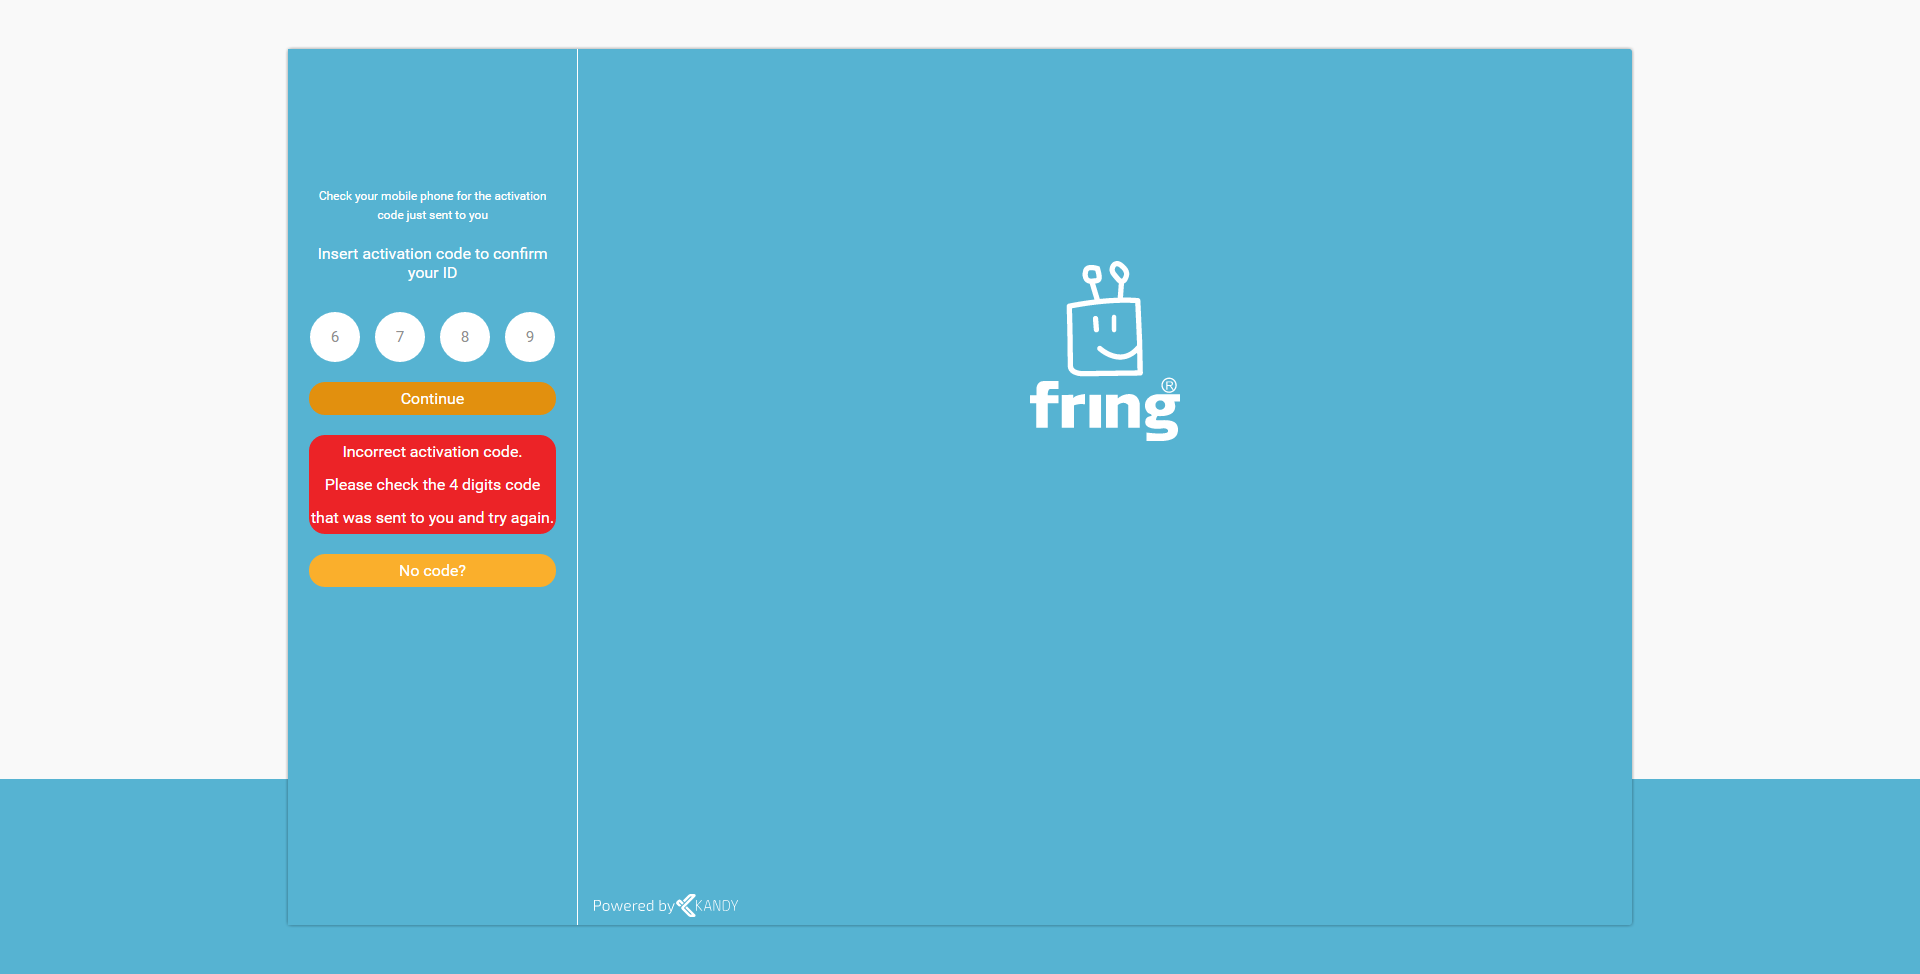 Check your mobile phone for the activation
code just sent to you
Insert activation code to confirm
your ID
6 7 8 9
Continue
Incorrect activation code.
Please check the 4 digits code
that was sent to you and try again.
No code?
fring®
Powered by KANDY